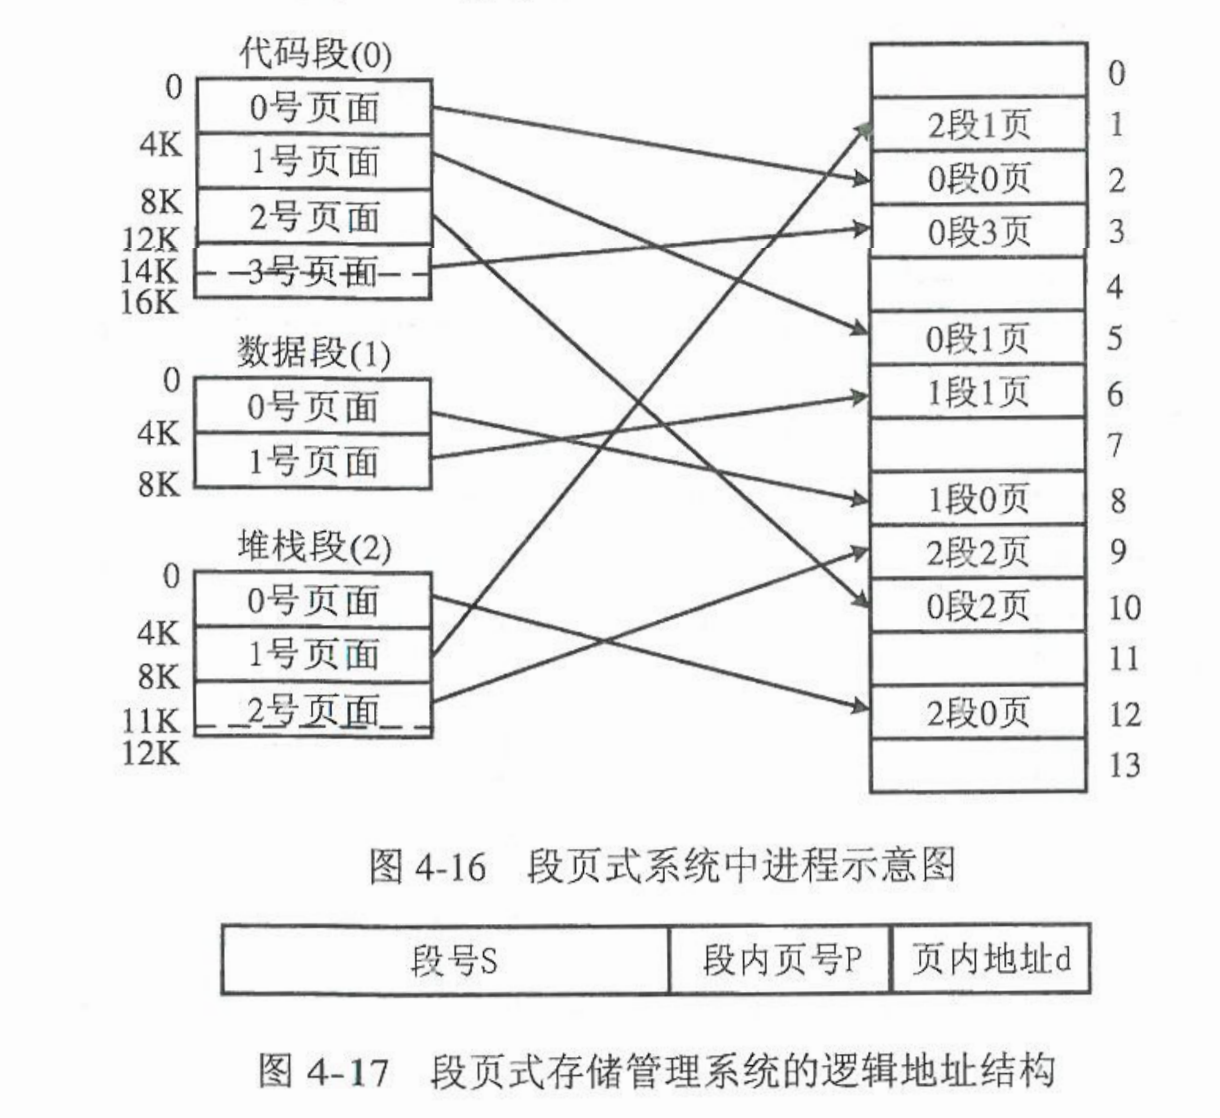 代码段(0)
0
0号页面
4K
1号页面
8K
2号页面
12K
14K
3号页面
16K
数据段(1)
0
0号页面
4K
1号页面
8K
堆栈段(2)
0
0号页面
4K
1号页面
8K
2号页面
11K
12K
0
2段1页 1
0段0页 2
0段3页 3
4
0段1页 5
1段1页 6
7
1段0页 8
2段2页 9
0段2页 10
11
2段0页 12
13
图 4-16 段页式系统中进程示意图
段号S 段内页号P 页内地址d
图 4-17 段页式存储管理系统的逻辑地址结构